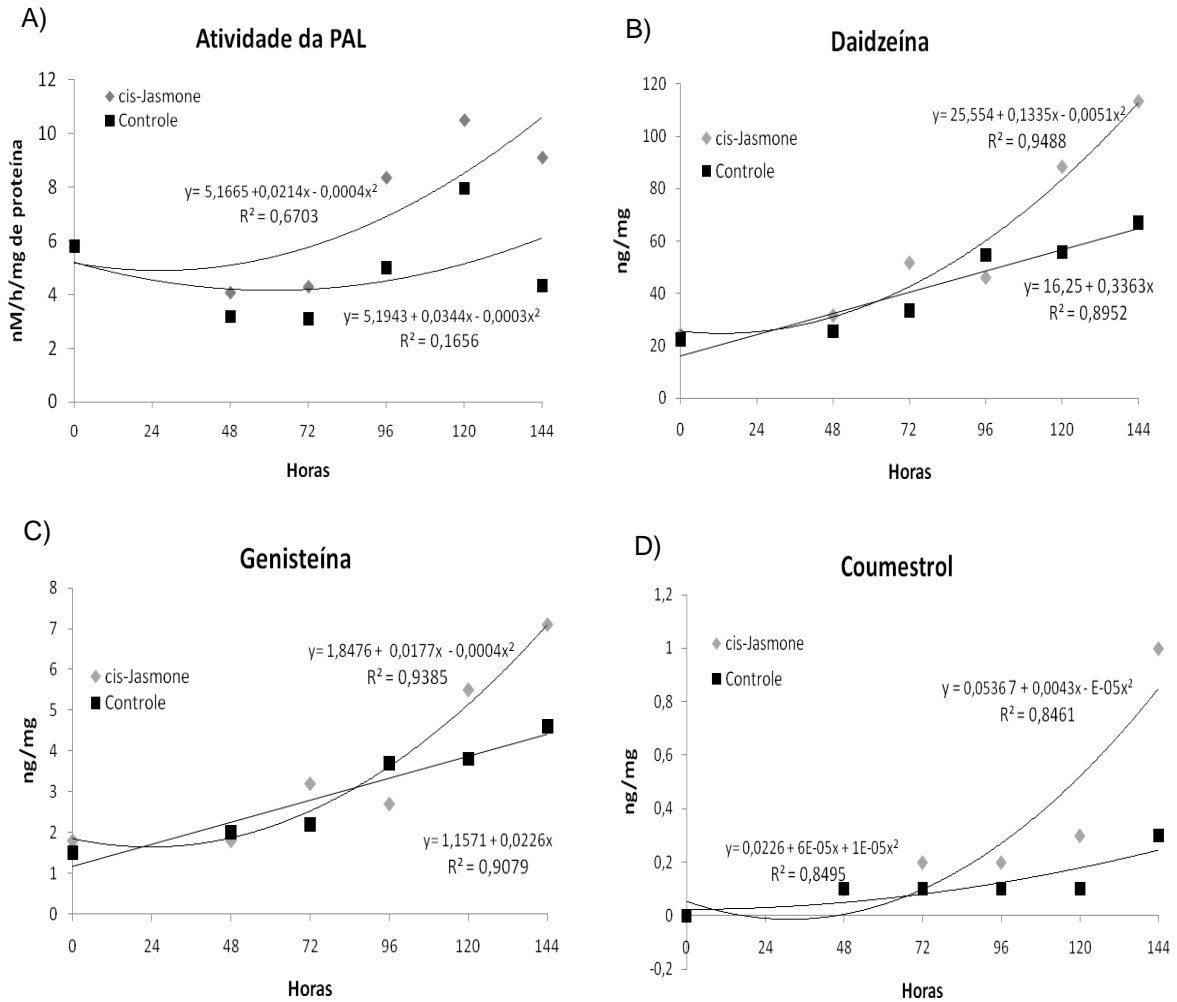 A)
Atividade da PAL
12
10
8
6
4
2
0
nM/h/mg de proteína
cis-Jasmone
Controle
y= 5,1665 +0,0214x - 0,0004x²
R² = 0,6703
y= 5,1943 + 0,0344x -0,0003x²
R² = 0,1656
0 24 48 72 96 120 144
Horas
B)
Daidzeína
120
100
80
60
40
20
0
ng/mg
cis-Jasmone
Controle
y= 25,554 + 0,1335x - 0,0051x²
R² = 0,9488
y= 16,25 + 0,3363x
R² = 0,8952
0 24 48 72 96 120 144
Horas
C)
Genisteína
8
7
6
5
4
3
2
1
0
ng/mg
cis-Jasmone
Controle
y= 1,8476 + 0,0177x - 0,0004x²
R² = 0,9385
y= 1,1571 + 0,0226x
R² = 0,9079
0 24 48 72 96 120 144
Horas
D)
Coumestrol
1,2
1
0,8
0,6
0,4
0,2
0
-0,2
ng/mg
cis-Jasmone
Controle
y = 0,0536 7 + 0,0043x - E-05x²
R² = 0,8461
y= 0,0226 + 6E-05x + 1E-05x²
R² = 0,8495
0 24 48 72 96 120 144
Horas